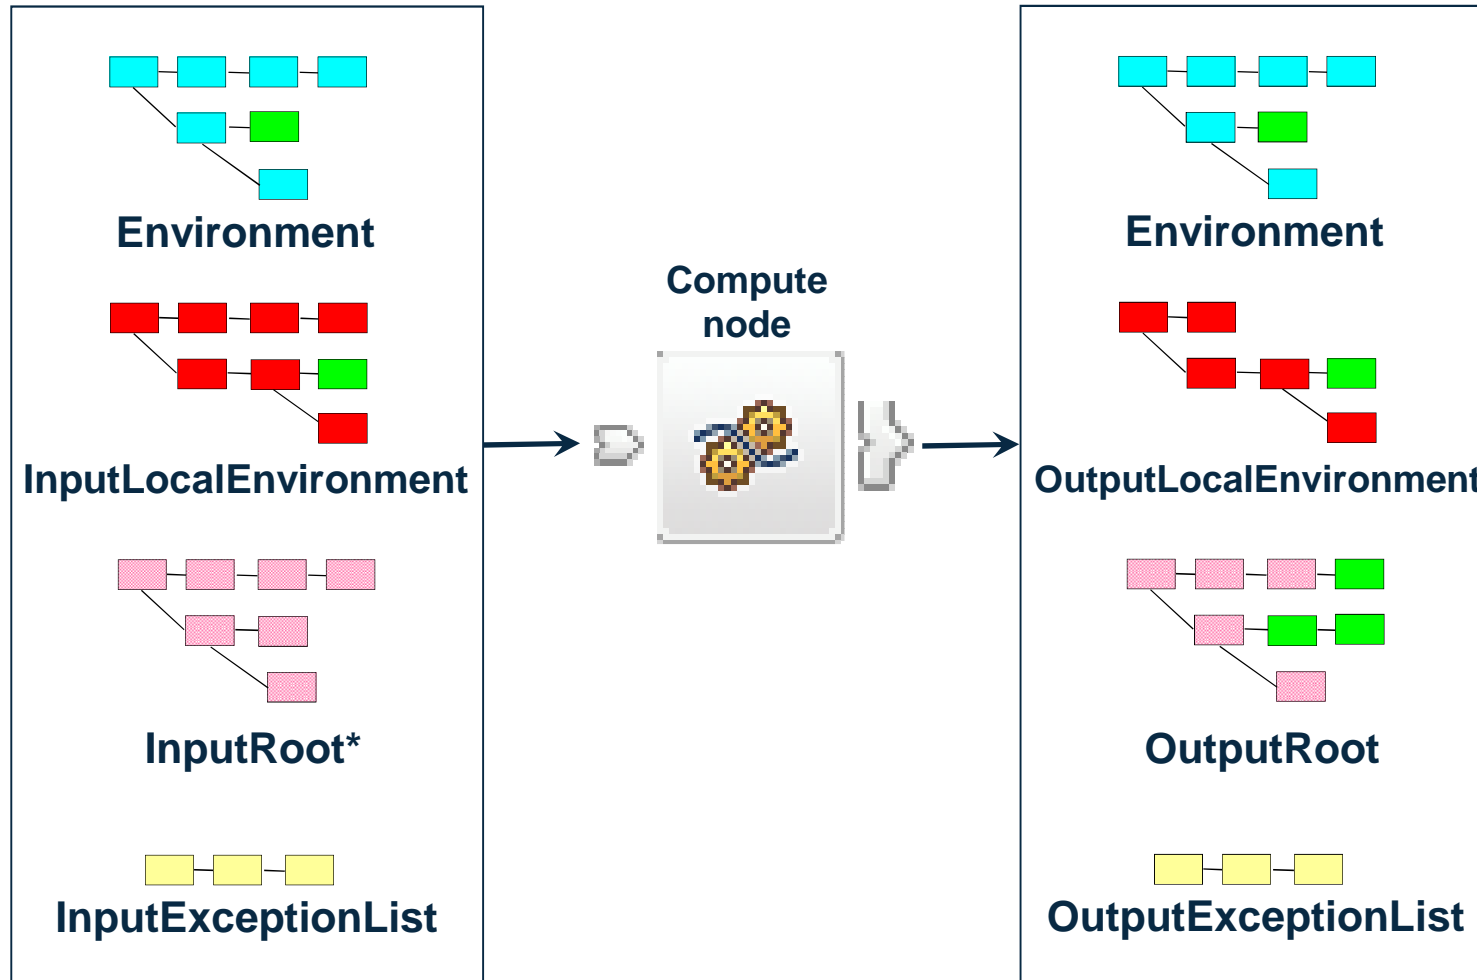 Environment
InputLocalEnvironment
InputRoot*
InputExceptionList
Compute
node
Environment
OutputLocalEnvironment
OutputRoot
OutputExceptionList